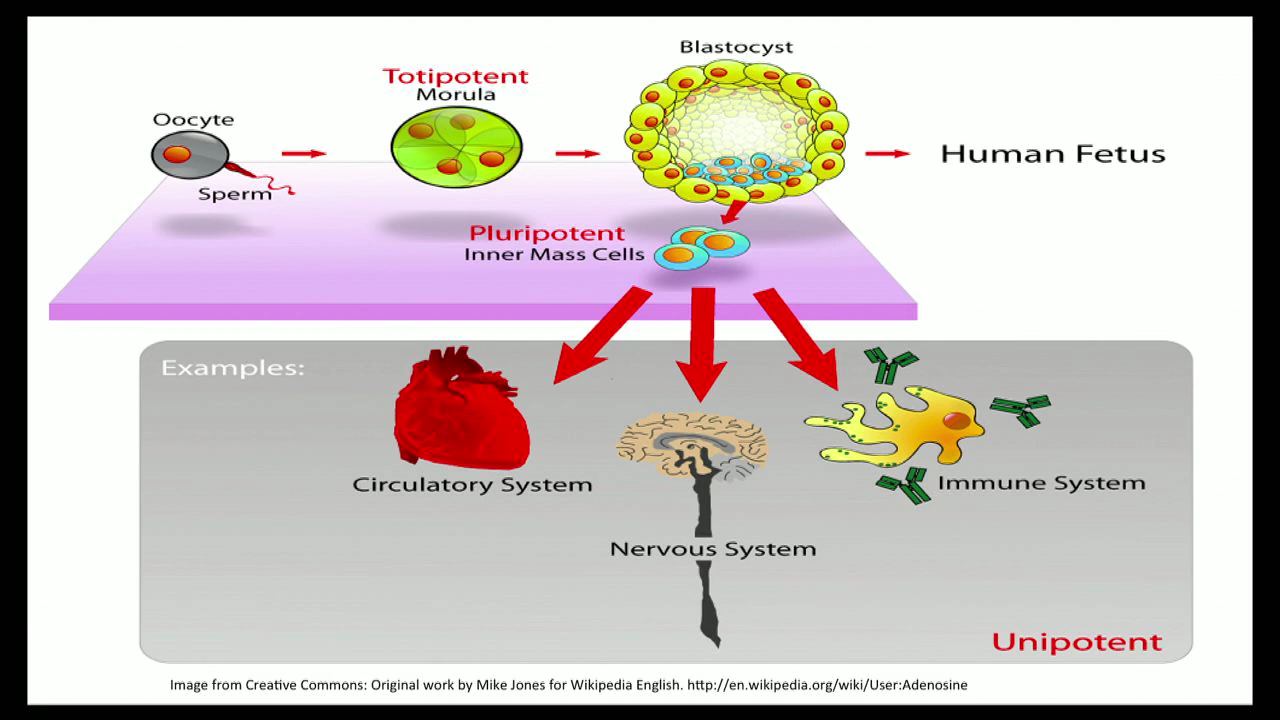 Blastocyst
Totipotent
Morula
Oocyte
Human Fetus
Sperm
Pluripotent
Inner Mass Cells
Examples:
Circulatory System
Immune System
Nervous System
Unipotent
Image from Creative Commons: Original work by Mike Jones for Wikipedia English. http://en.wikipedia.org/wiki/User:Adenosine